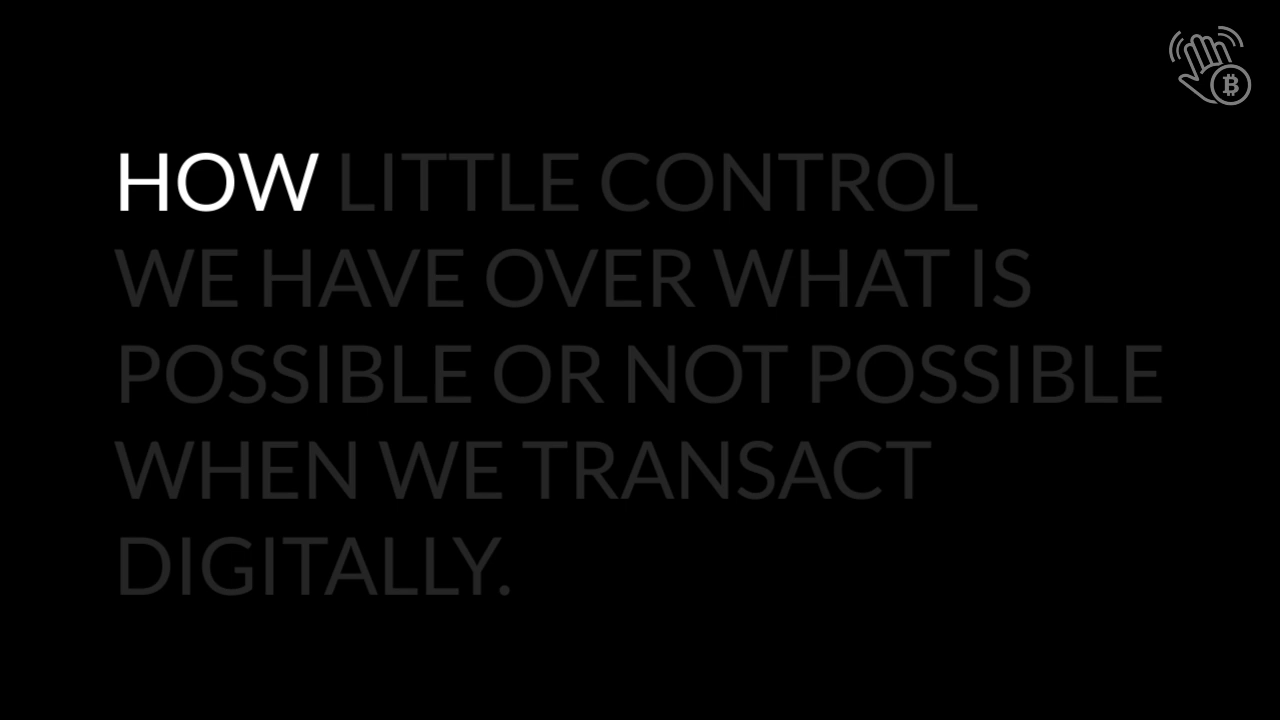 HOW LITTLE CONTROL
WE HAVE OVER WHAT IS
POSSIBLE OR NOT POSSIBLE
WHEN WE TRANSACT
DIGITALLY.